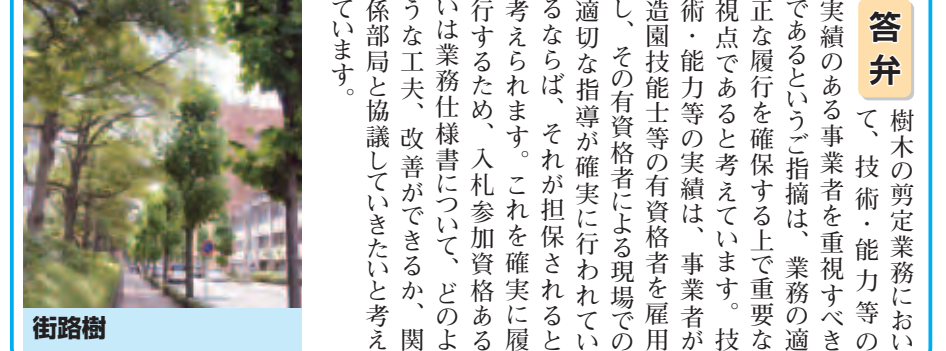 答弁
樹木の剪定業務におい
て、技術・能力等の
実績のある事業者を重視すべき
であるというご指摘は、業務の適
正な履行を確保する上で重要な
視点であると考えています。技
術・能力等の実績は、事業者が
造園技能士等の有資格者を雇用
し、その有資格者による現場での
適切な指導が確実に行われてい
るならば、それが担保されると
考えられます。これを確実に履
行するため、入札参加資格ある
いは業務仕様書について、どのよ
うな工夫、改善ができるか、関
係部局と協議していきたいと考え
ています。
街路樹